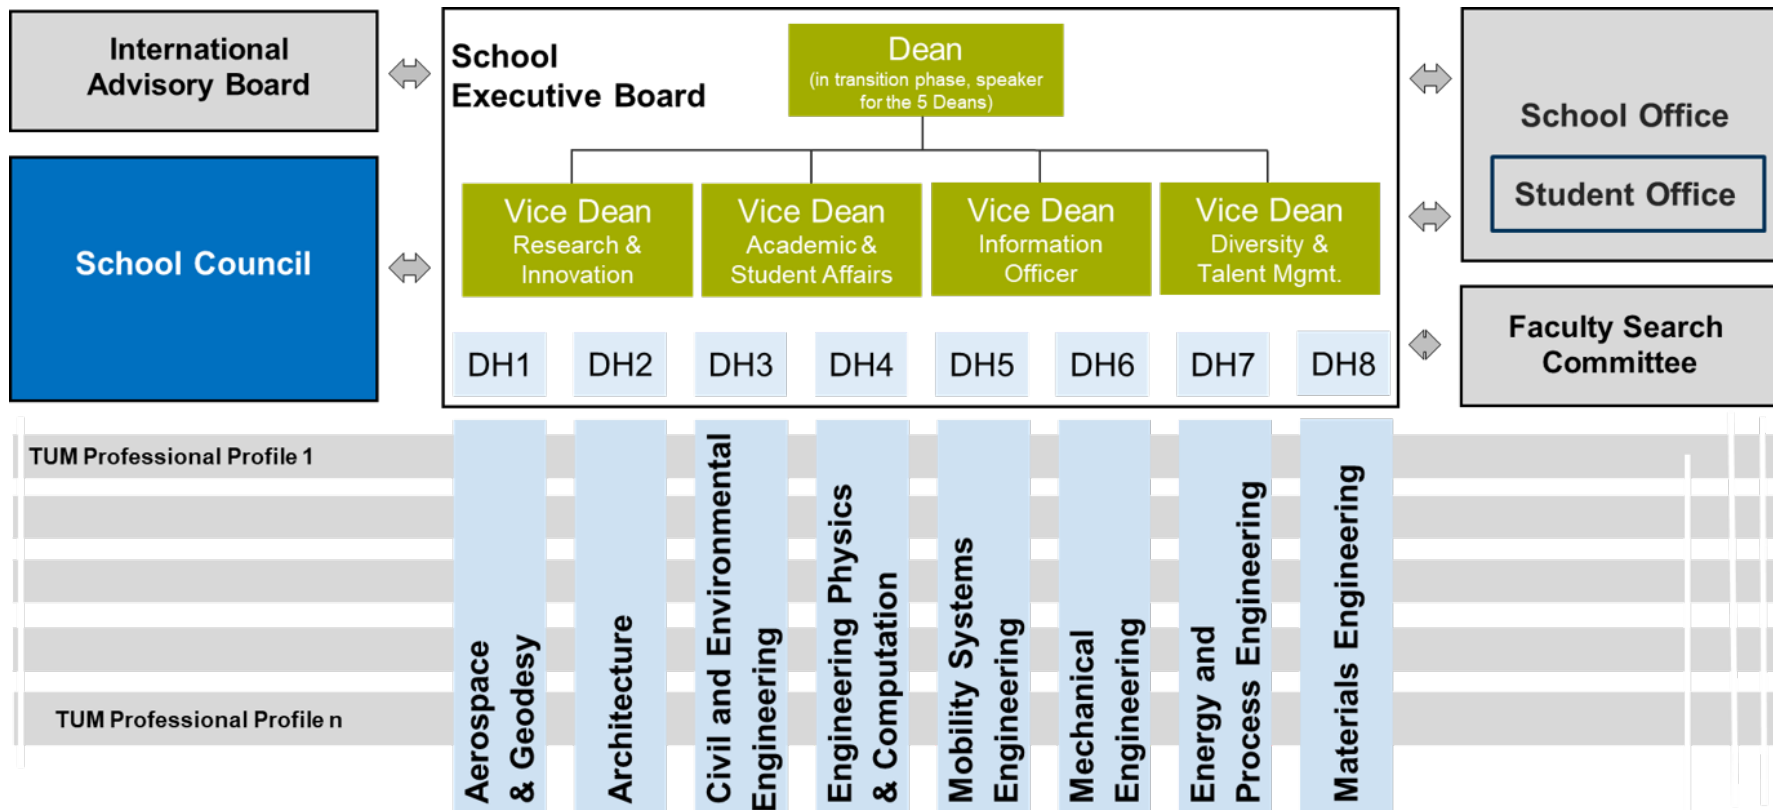 International
Advisory Board
School
Executive Board
Dean
(in transition phase, speaker
for the 5 Deans)
School Office
Student Office
School Council
Vice Dean
Research &
Innovation
Vice Dean
Academic &
Student Affairs
Vice Dean
Information
Officer
Vice Dean
Diversity &
Talent Mgmt.
Faculty Search
Committee
DH1
DH2
DH3
DH4
DH5
DH6
DH7
DH8
TUM Professional Profile 1
TUM Professional Profile n
Aerospace
& Geodesy
Architecture
Civil and Environmental
Engineering
Engineering Physics
& Computation
Mobility Systems
Engineering
Mechanical
Engineering
Energy and
Process Engineering
Materials Engineering